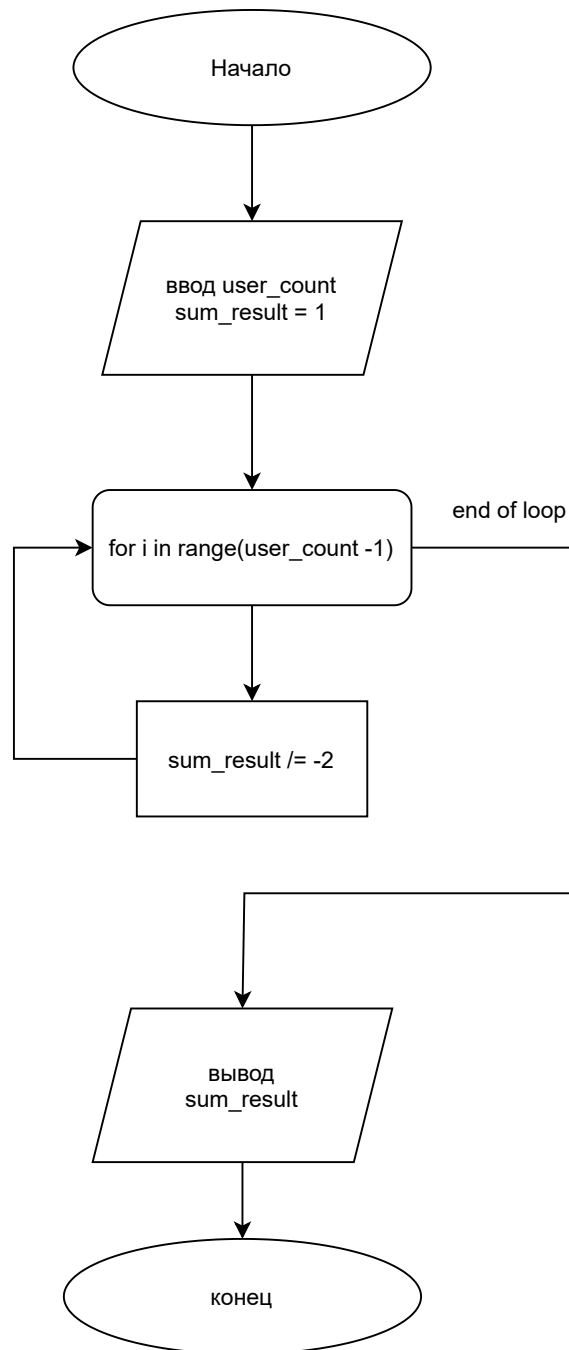 Начало
ввод user_count
sum_result = 1
for i in range(user_count -1)
end of loop
sum_result /= -2
вывод
sum_result
конец